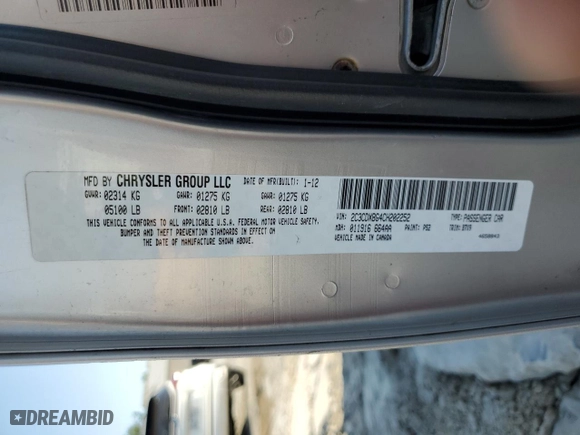 MFD BY CHRYSLER GROUP LLC DATE OF MFR(BUILT): 1-12
GVWR: 02314 KG GAWR: 01275 KG GAWR: 01275 KG
05100 LB FRONT: 02810 LB REAR: 02810 LB
THIS VEHICLE CONFORMS TO ALL APPLICABLE U.S.A. FEDERAL MOTOR VEHICLE SAFETY,
BUMPER AND THEFT PREVENTION STANDARDS IN EFFECT ON
THE DATE OF MANUFACTURE SHOWN ABOVE.
VIN: 2C3CDXBG4CH202252 TYPE: PASSENGER CAR
MDH: 011916 664AA PAINT: PS2 TRIM:
VEHICLE MADE IN CANADA
DREAMBID